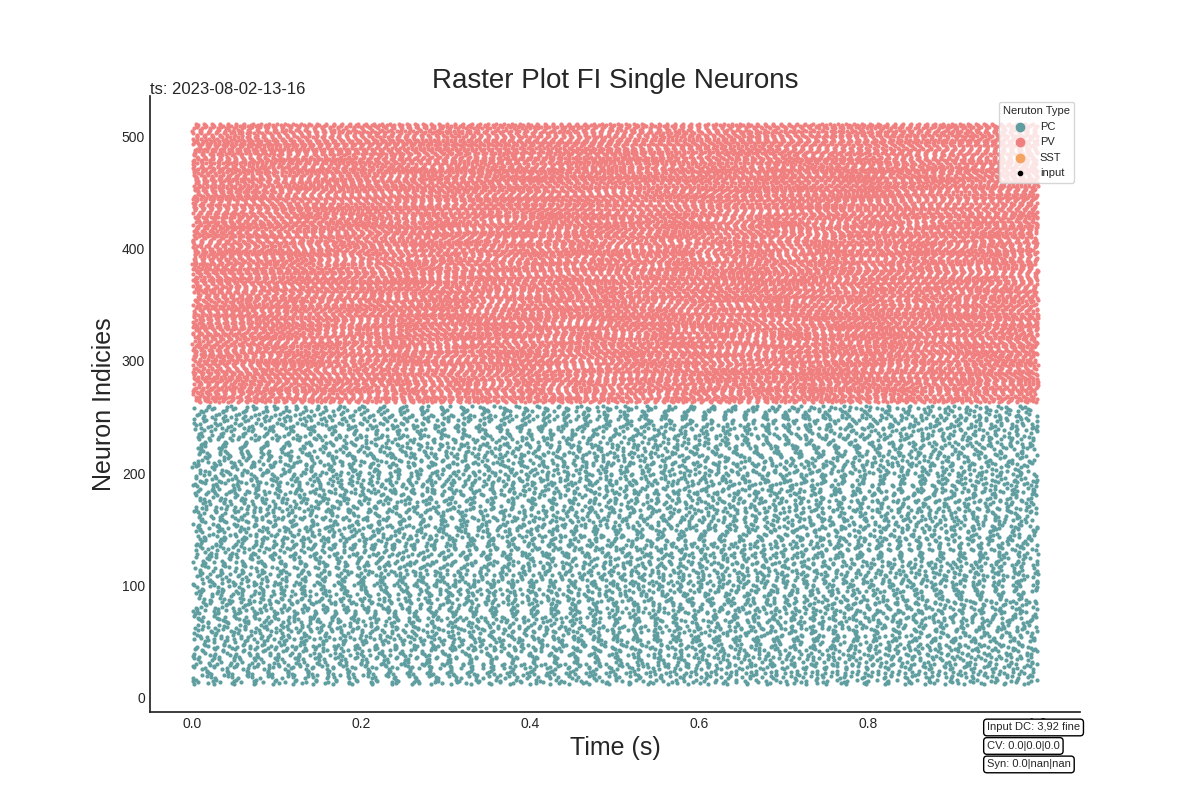 Raster Plot FI Single Neurons
ts: 2023-08-02-13-16
Neruton Type
PC
PV
SST
input
500
400
300
200
100
0
Neuron Indicies
0.0 0.2 0.4 0.6 0.8
Time (s)
Input DC: 3,92 fine
CV: 0.0|0.0|0.0
Syn: 0.0|nan|nan